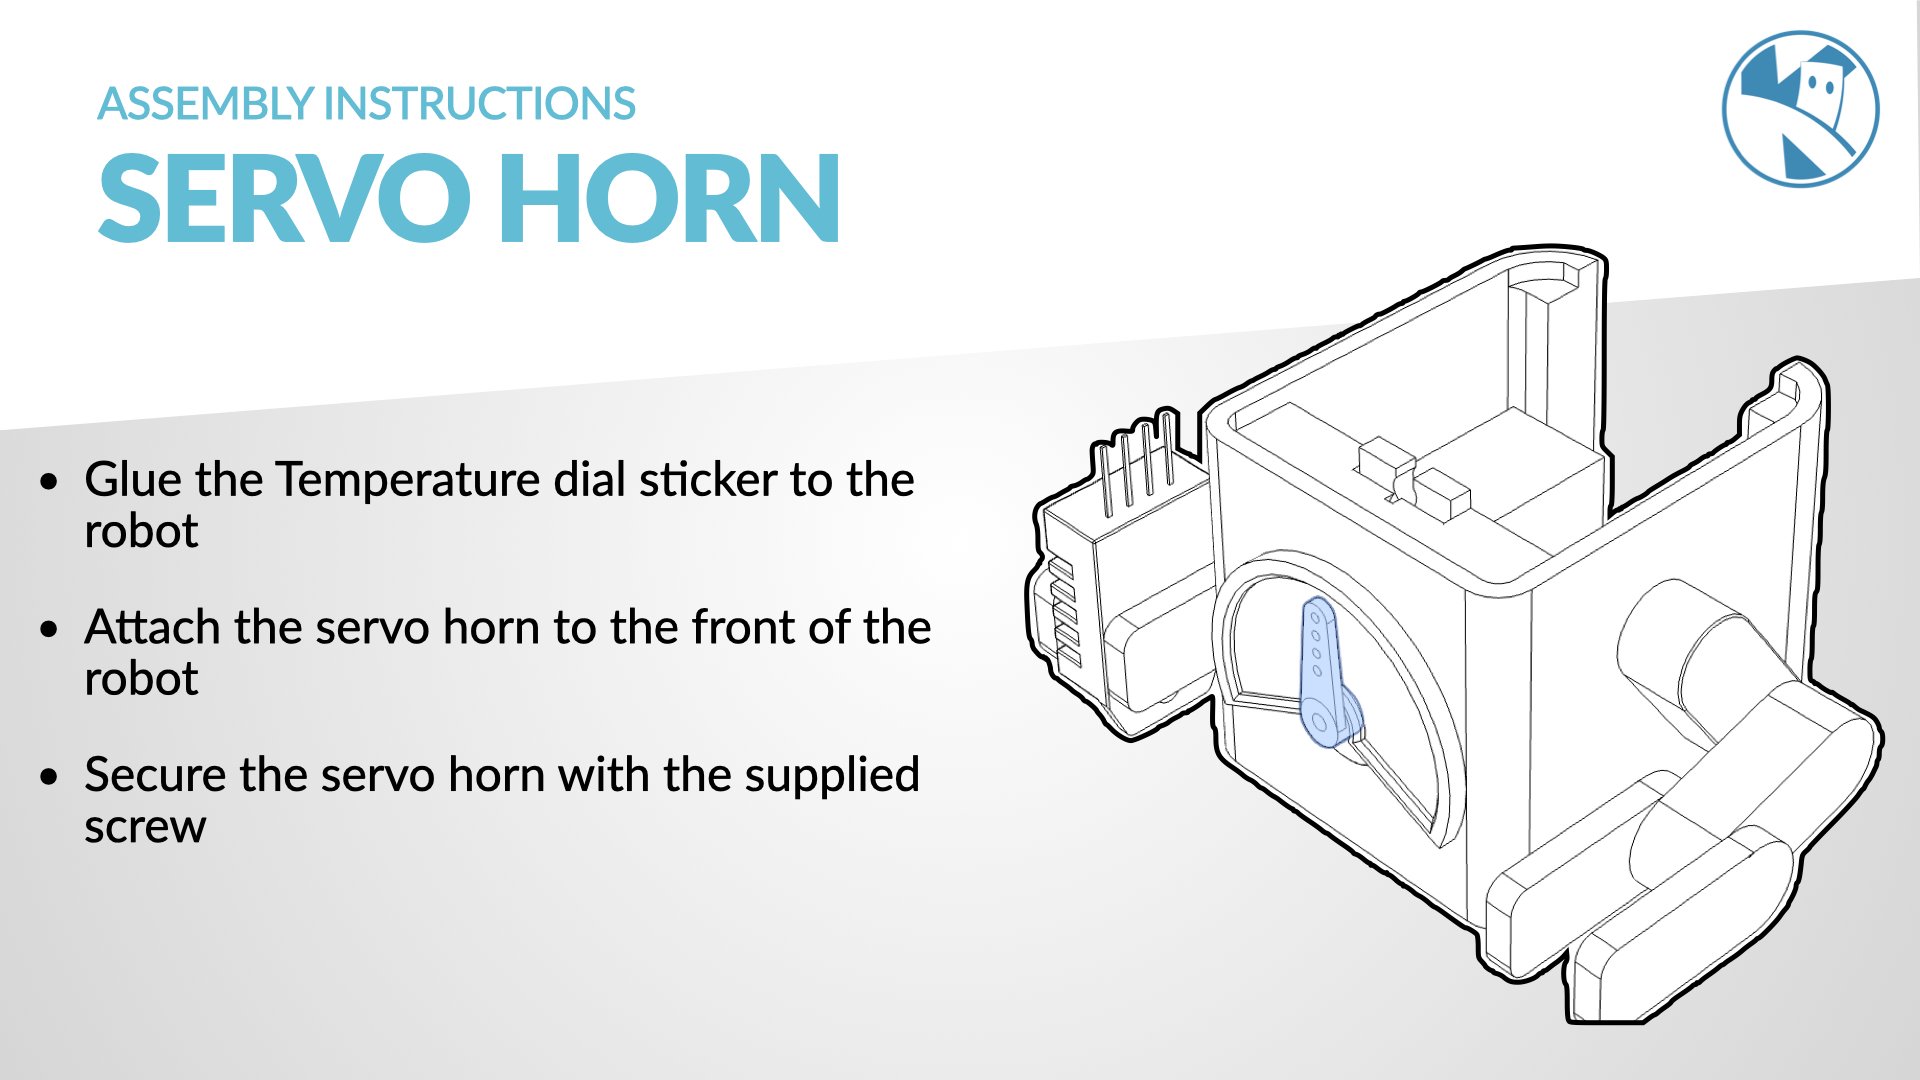 ASSEMBLY INSTRUCTIONS
SERVO HORN
• Glue the Temperature dial sticker to the
robot
• Attach the servo horn to the front of the
robot
• Secure the servo horn with the supplied
screw